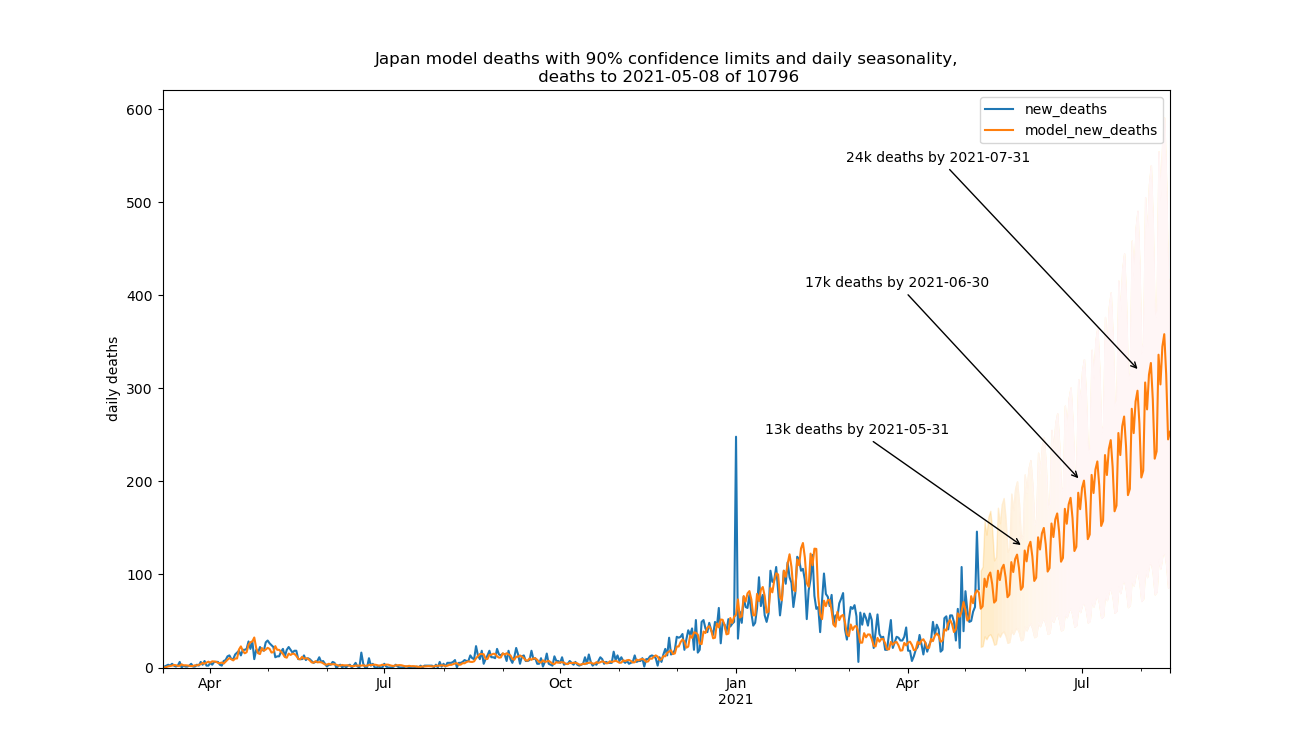 Japan model deaths with 90% confidence limits and daily seasonality,
deaths to 2021-05-08 of 10796
new_deaths
model_new_deaths
24k deaths by 2021-07-31
17k deaths by 2021-06-30
13k deaths by 2021-05-31
daily deaths
600
500
400
300
200
100
0
Apr
Jul
Oct
Jan
2021
Apr
Jul